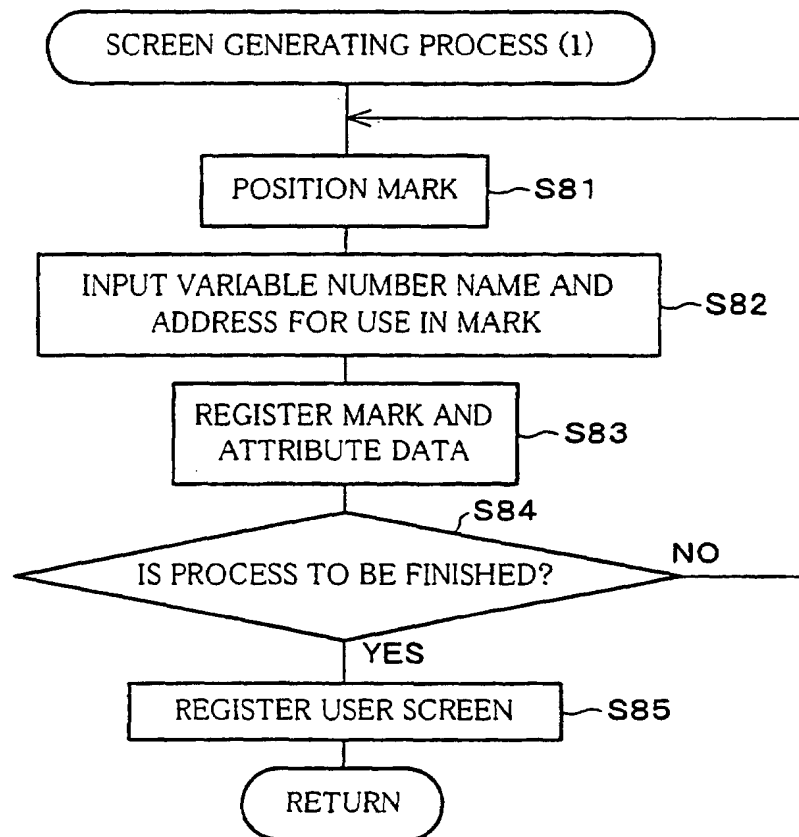 SCREEN GENERATING PROCESS (1)
POSITION MARK
S81
INPUT VARIABLE NUMBER NAME AND
ADDRESS FOR USE IN MARK
S82
REGISTER MARK AND
ATTRIBUTE DATA
S83
S84
IS PROCESS TO BE FINISHED?
NO
YES
REGISTER USER SCREEN
S85
RETURN